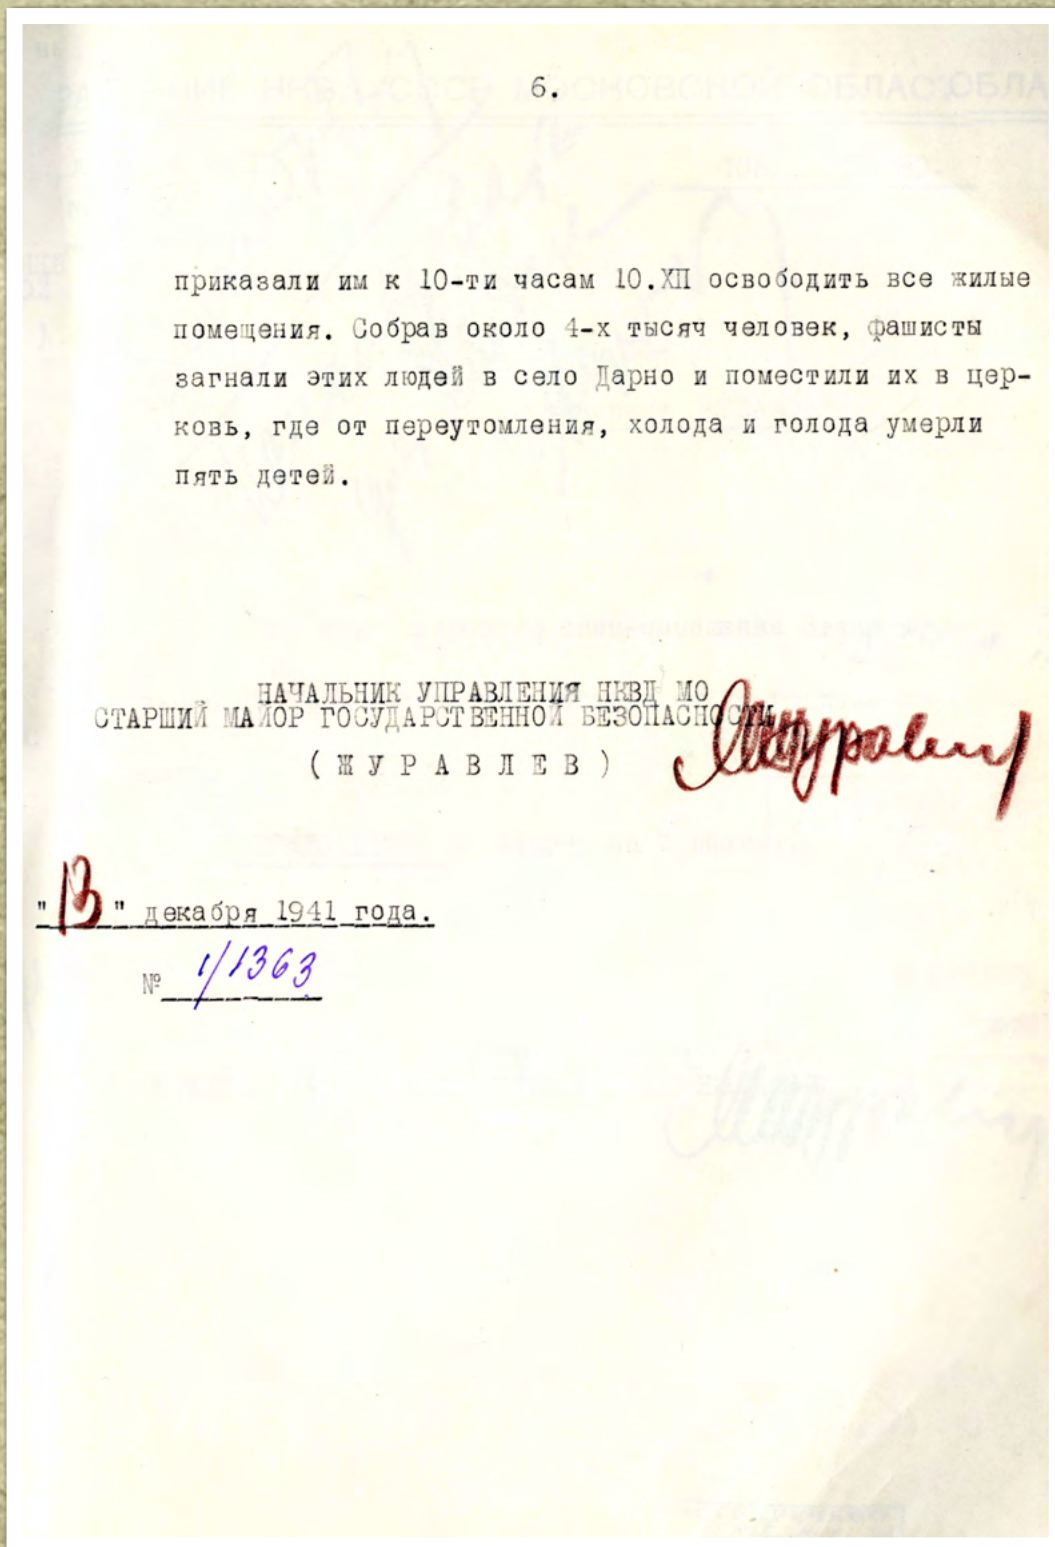 6.
приказали им к 10-ти часам 10.ХП освободить все жилые
помещения. Собрав около 4-х тысяч человек, фашисты
загнали этих людей в село Дарно и поместили их в цер-
ковь, где от переутомления, холода и голода умерли
пять детей.
НАЧАЛЬНИК УПРАВЛЕНИЯ НКВД МО
СТАРШИЙ МАЙОР ГОСУДАРСТВЕННОЙ БЕЗОПАСНОСТИ
(ЖУРАВЛЕВ) Журавлев
"13" декабря 1941 года.
№ 1/1363